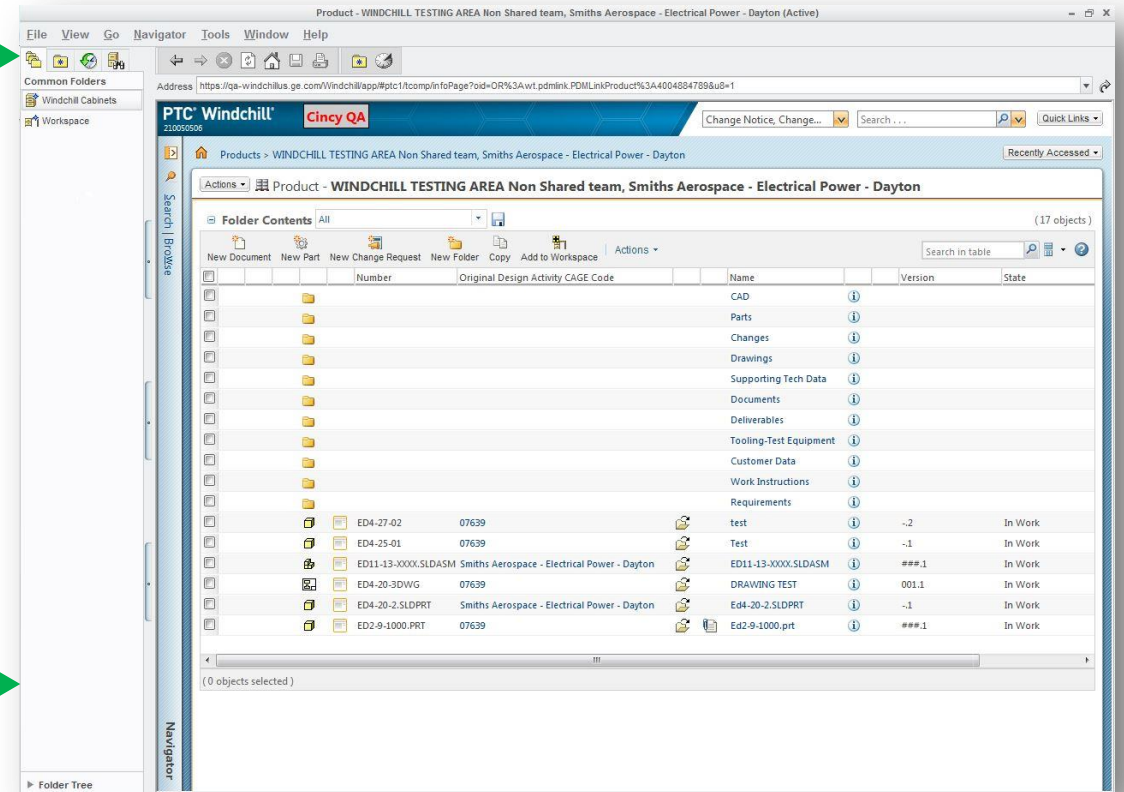 Product - WINDCHILL TESTING AREA Non Shared team, Smiths Aerospace - Electrical Power - Dayton (Active)
File View Go Navigator Tools Window Help
Common Folders
Windchill Cabinets
Workspace
Folder Tree
Address https://qa-windchillus.ge.com/Windchill/app/#ptc1/tcomp/infoPage?oid=OR%3Awt.pdmlink.PDMLinkProduct%3A4004884789&u8=1
PTC® Windchill® Cincy QA Change Notice, Change... Search . . . Quick Links
210050506
Products > WINDCHILL TESTING AREA Non Shared team, Smiths Aerospace - Electrical Power - Dayton Recently Accessed
Search | Browse
Navigator
Actions Product - WINDCHILL TESTING AREA Non Shared team, Smiths Aerospace - Electrical Power - Dayton
Folder Contents All (17 objects)
New Document New Part New Change Request New Folder Copy Add to Workspace Actions Search in table
Number Original Design Activity CAGE Code Name Version State
CAD
Parts
Changes
Drawings
Supporting Tech Data
Documents
Deliverables
Tooling-Test Equipment
Customer Data
Work Instructions
Requirements
ED4-27-02 07639 test -.2 In Work
ED4-25-01 07639 Test -.1 In Work
ED11-13-XXXX.SLDASM Smiths Aerospace - Electrical Power - Dayton ED11-13-XXXX.SLDASM ###.1 In Work
ED4-20-3DWG 07639 DRAWING TEST 001.1 In Work
ED4-20-2.SLDPRT Smiths Aerospace - Electrical Power - Dayton Ed4-20-2.SLDPRT -.1 In Work
ED2-9-1000.PRT 07639 Ed2-9-1000.prt ###.1 In Work
(0 objects selected)